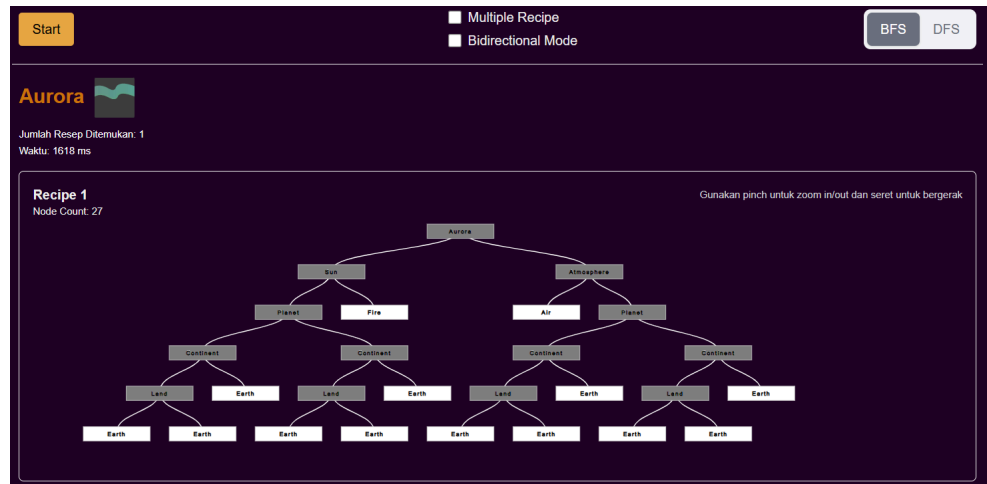 Start
Multiple Recipe
Bidirectional Mode
BFS DFS
Aurora
Jumlah Resep Ditemukan: 1
Waktu: 1618 ms
Recipe 1
Node Count: 27
Gunakan pinch untuk zoom in/out dan seret untuk bergerak
Aurora
Sun Atmosphere
Planet Fire Air Planet
Continent Continent Continent Continent
Land Earth Land Earth Land Earth Land Earth
Earth Earth Earth Earth Earth Earth Earth Earth